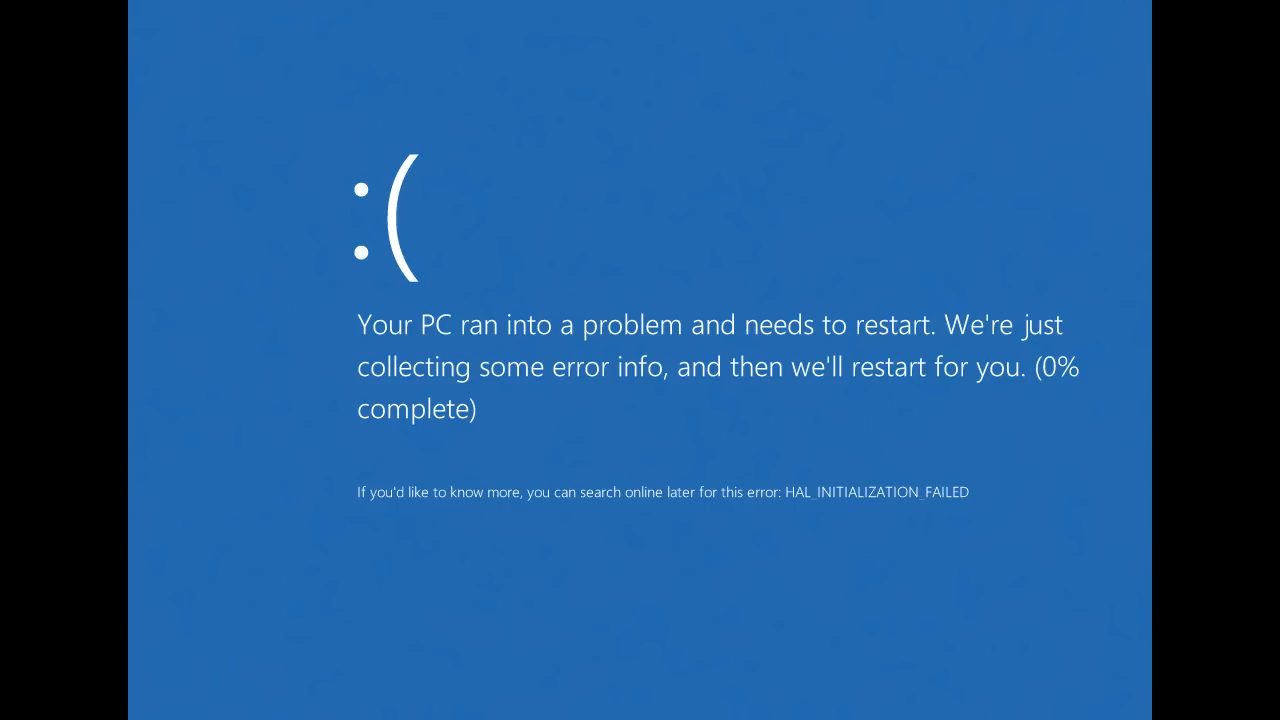 :(
Your PC ran into a problem and needs to restart. We're just
collecting some error info, and then we'll restart for you. (0%
complete)
If you'd like to know more, you can search online later for this error: HAL_INITIALIZATION_FAILED